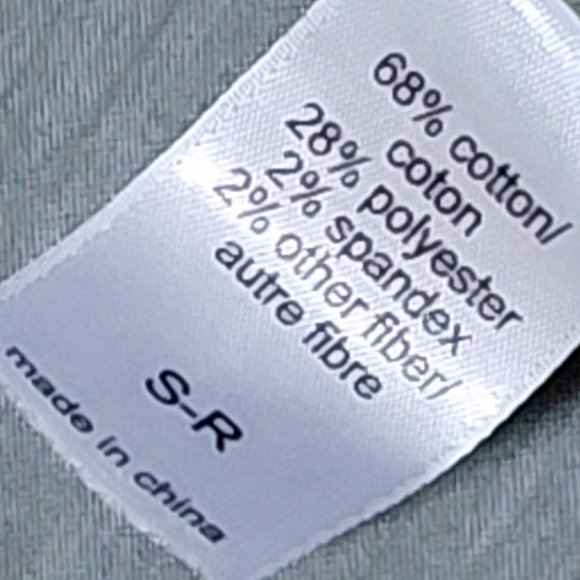 68% cotton/
coton
28% polyester
2% spandex
2% other fiber/
autre fibre
S-R
made in china